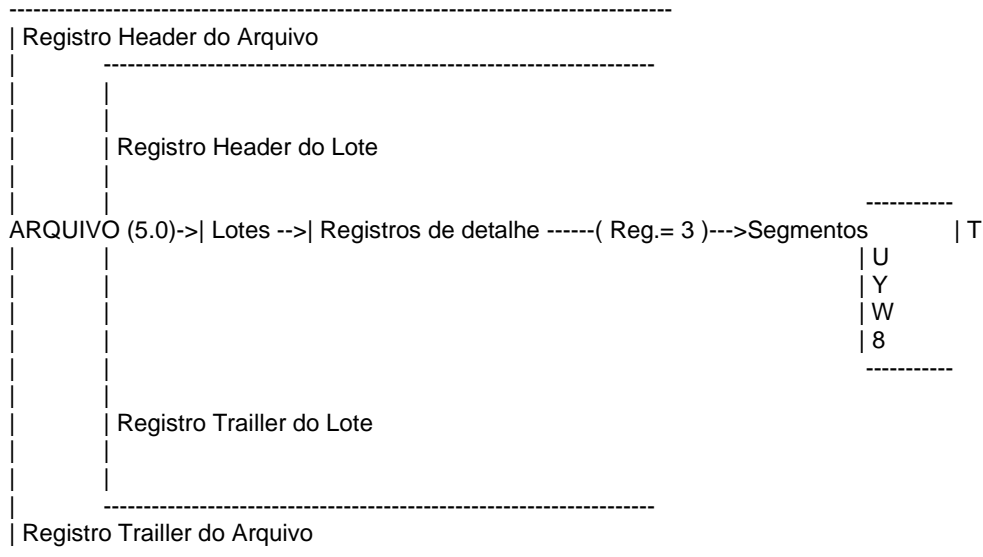 Registro Header do Arquivo
Registro Header do Lote
ARQUIVO (5.0)->| Lotes -->| Registros de detalhe ------( Reg.= 3 )--->Segmentos | T
| U
| Y
| W
| 8
Registro Trailler do Lote
Registro Trailler do Arquivo